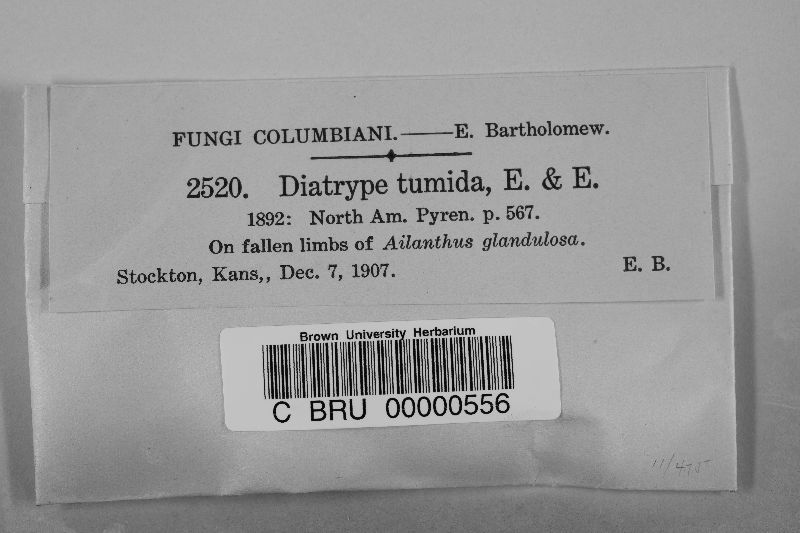 FUNGI COLUMBIANI.——E. Bartholomew.
2520. Diatrype tumida, E. & E.
1892: North Am. Pyren. p. 567.
On fallen limbs of Ailanthus glandulosa.
Stockton, Kans,, Dec. 7, 1907. E. B.
Brown University Herbarium
C BRU 00000556